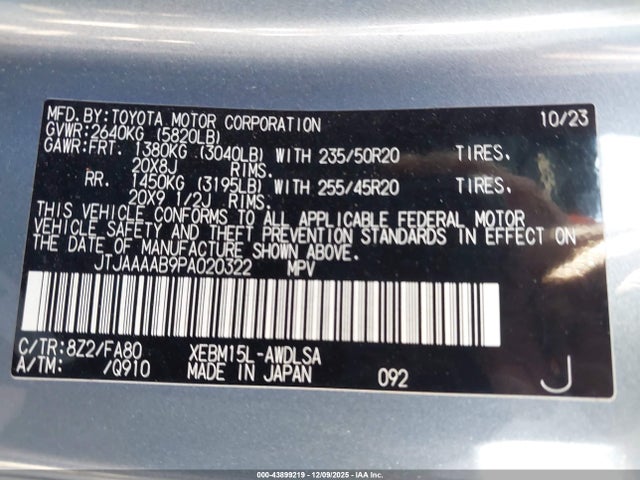 MFD.BY:TOYOTA MOTOR CORPORATION 10/23
GVWR:2640KG (5820LB)
GAWR:FRT. 1380KG (3040LB) WITH 235/50R20 TIRES.
20X8J RIMS.
RR. 1450KG (3195LB) WITH 255/45R20 TIRES.
20X9 1/2J RIMS.
THIS VEHICLE CONFORMS TO ALL APPLICABLE FEDERAL MOTOR
VEHICLE SAFETY AND THEFT PREVENTION STANDARDS IN EFFECT ON
THE DATE OF MANUFACTURE SHOWN ABOVE.
JTJAAAAB9PA020322 MPV
C/TR:8Z2/FA80 XEBM15L-AWDLSA
A/TM: /Q910 MADE IN JAPAN 092 J
000-43899219 - 12/09/2025 - IAA Inc.